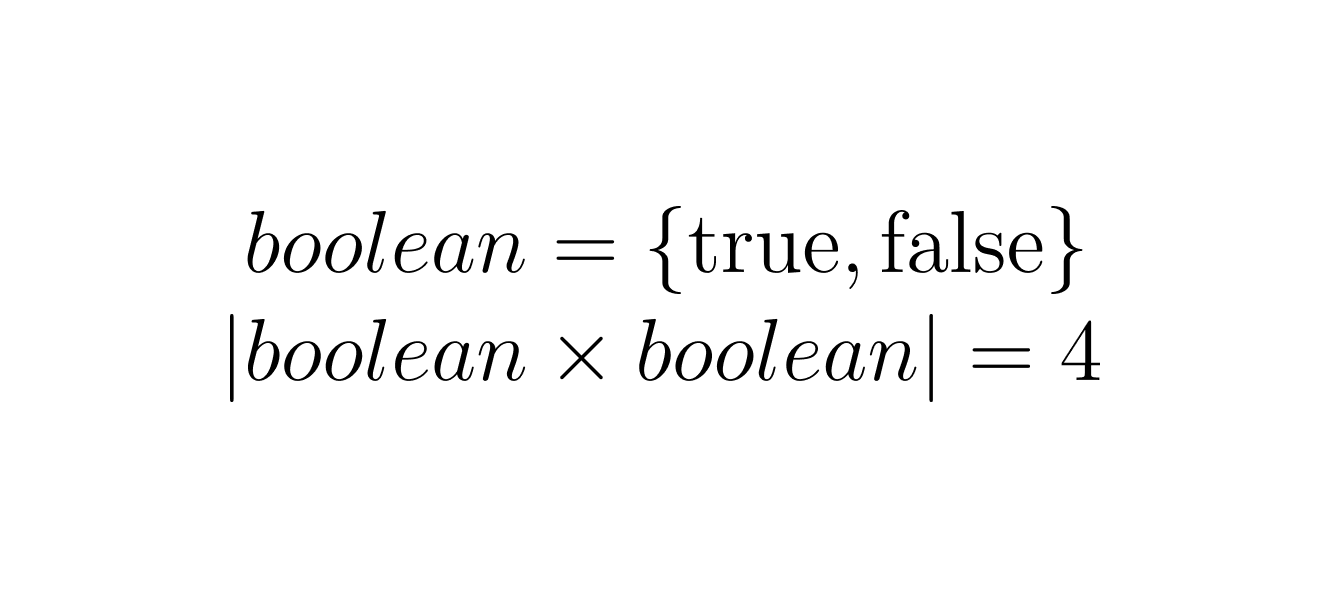 boolean = {true, false}
|boolean × boolean| = 4